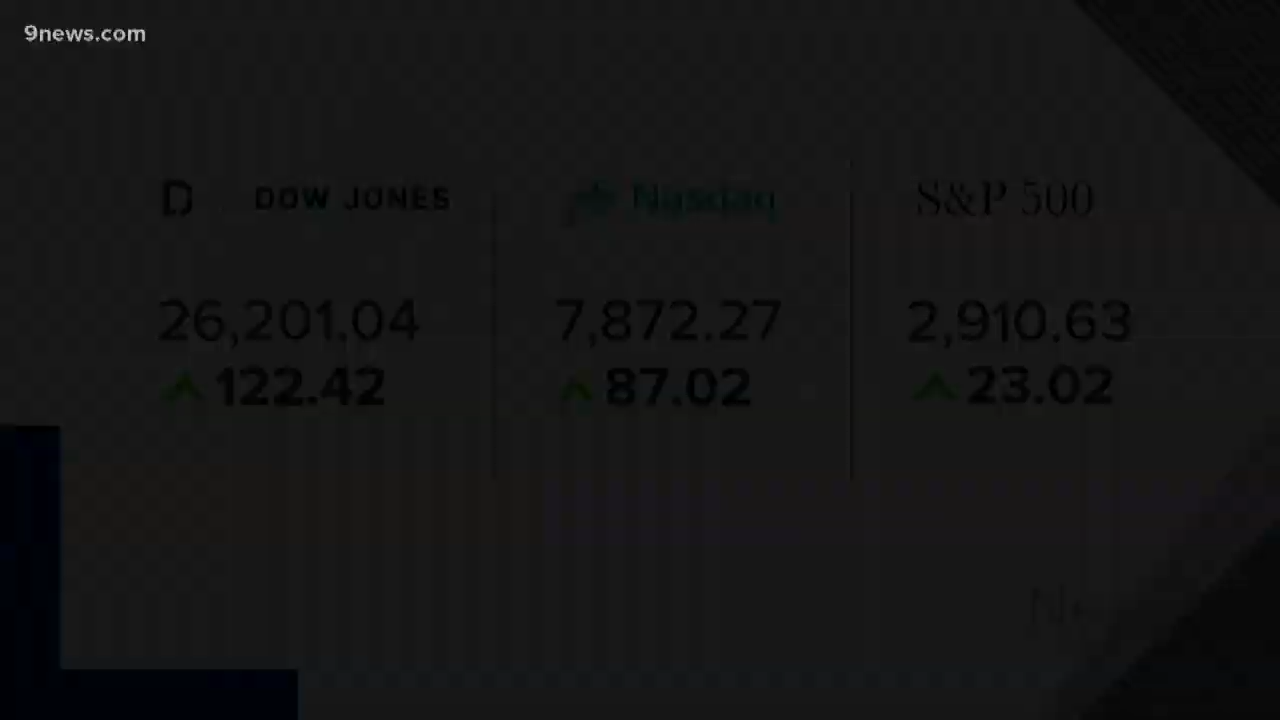 9news.com
D DOW JONES
Nasdaq
S&P 500
26,201.04
7,872.27
2,910.63
122.42
87.02
23.02